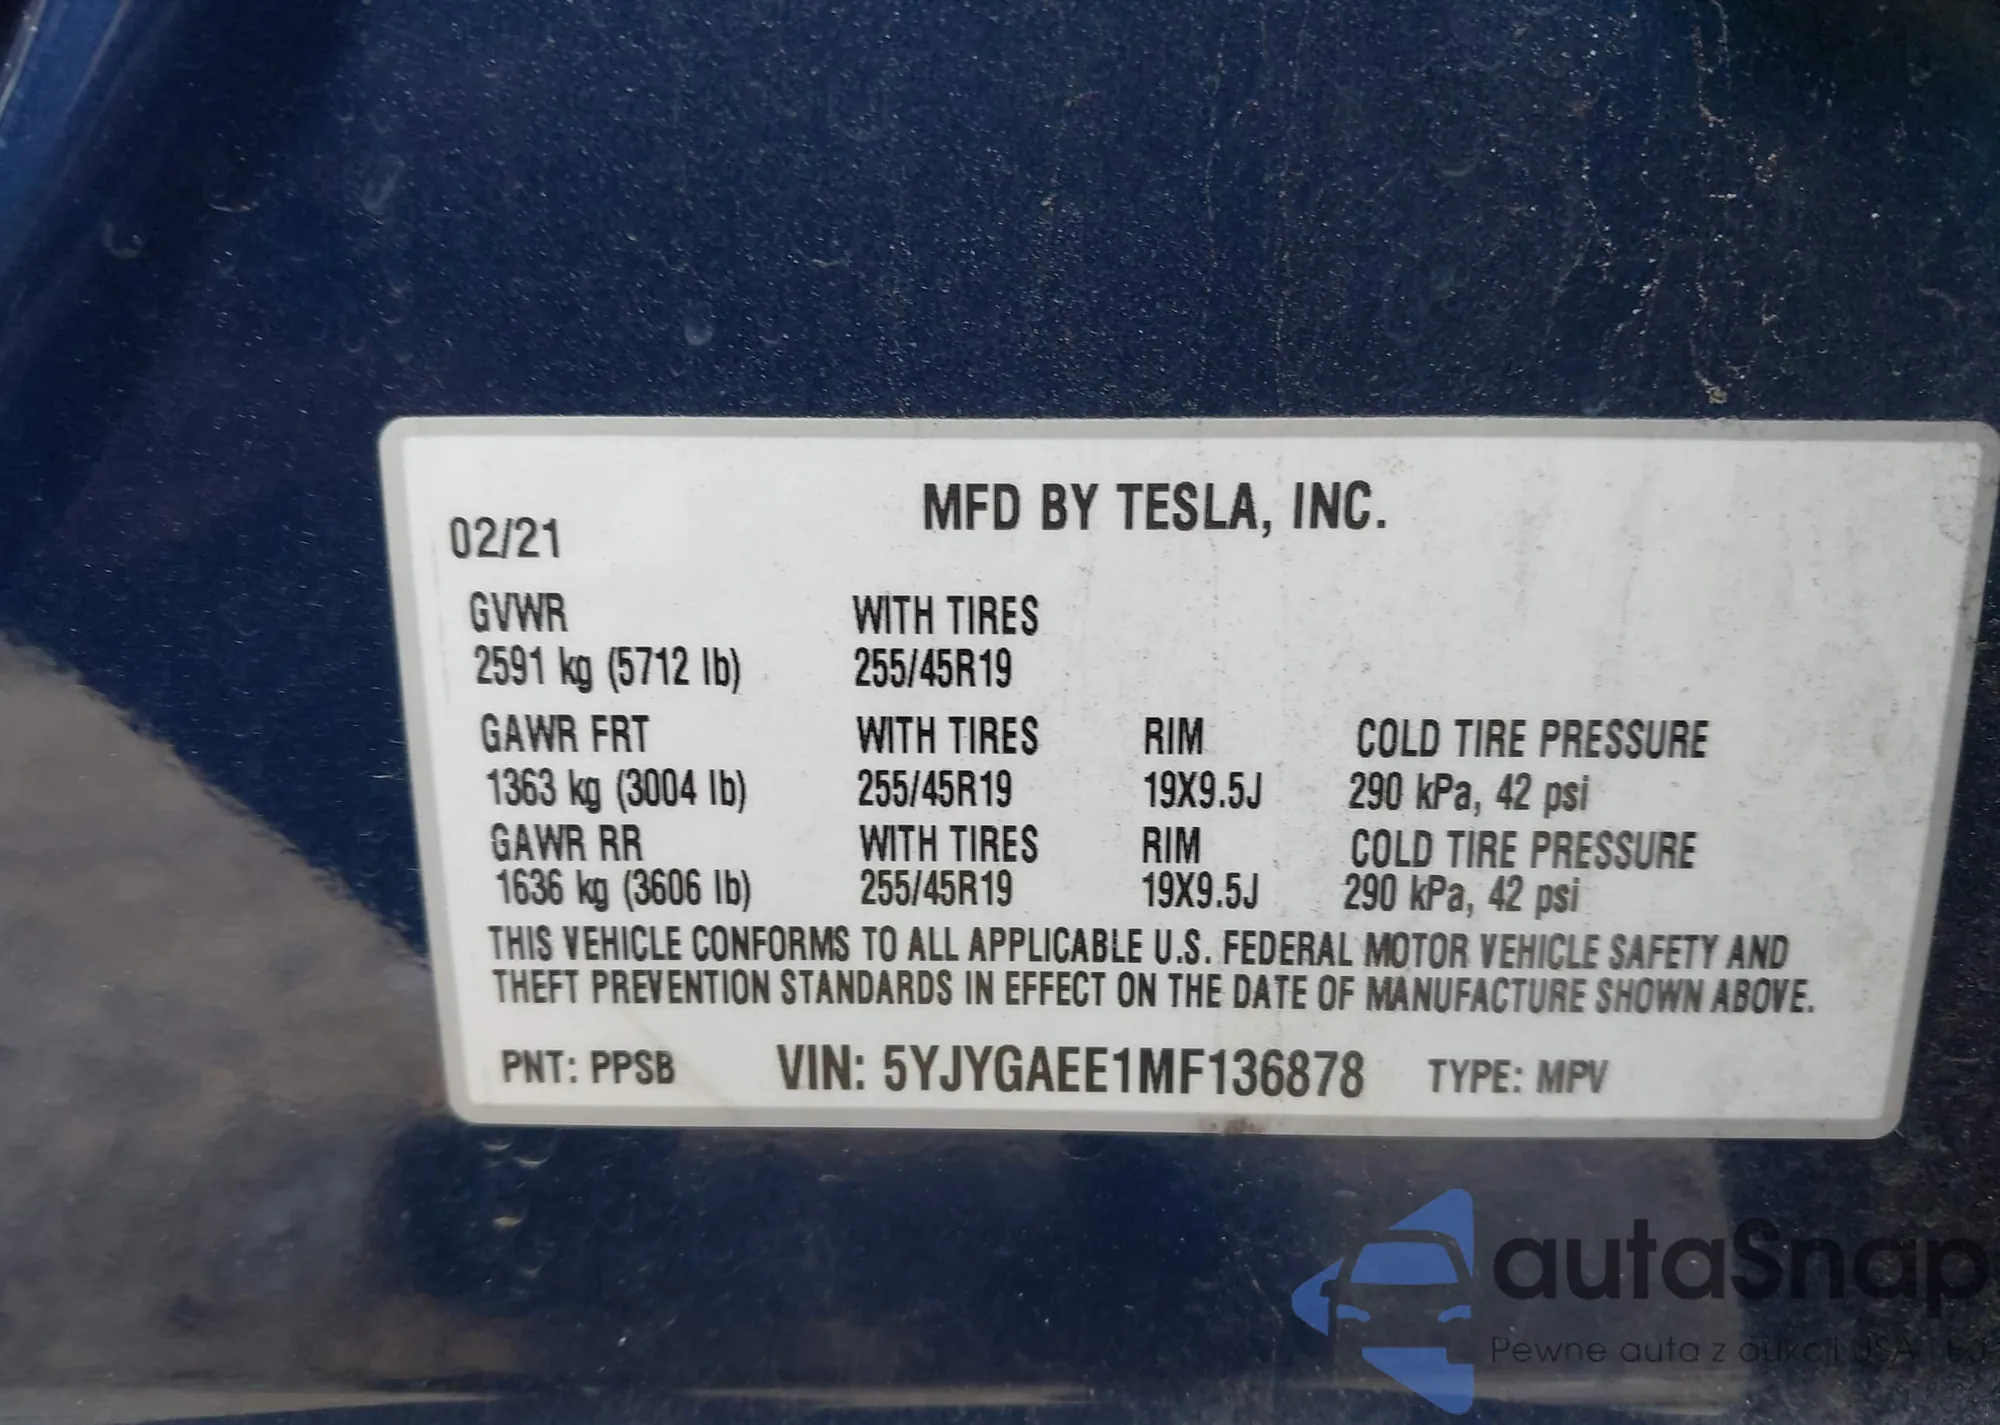 MFD BY TESLA, INC.
02/21
GVWR WITH TIRES
2591 kg (5712 lb) 255/45R19
GAWR FRT WITH TIRES RIM COLD TIRE PRESSURE
1363 kg (3004 lb) 255/45R19 19X9.5J 290 kPa, 42 psi
GAWR RR WITH TIRES RIM COLD TIRE PRESSURE
1636 kg (3606 lb) 255/45R19 19X9.5J 290 kPa, 42 psi
THIS VEHICLE CONFORMS TO ALL APPLICABLE U.S. FEDERAL MOTOR VEHICLE SAFETY AND
THEFT PREVENTION STANDARDS IN EFFECT ON THE DATE OF MANUFACTURE SHOWN ABOVE.
PNT: PPSB VIN: 5YJYGAEE1MF136878 TYPE: MPV
autaSnap
Pewne auta z aukcji USA